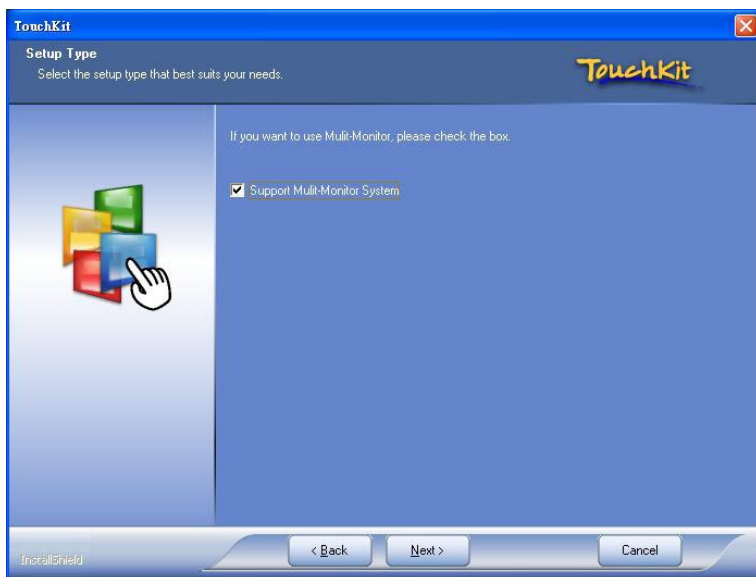 TouchKit
Setup Type
Select the setup type that best suits your needs.
TouchKit
If you want to use Mulit-Monitor, please check the box.
Support Mulit-Monitor System
InstallShield
< Back
Next >
Cancel